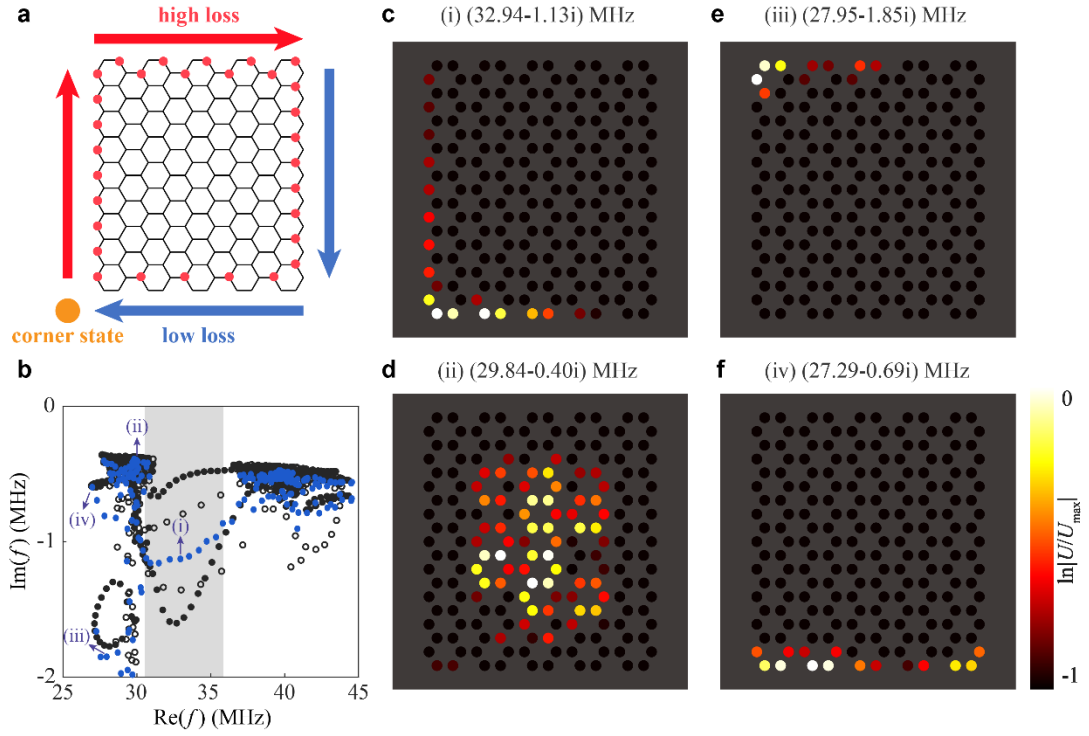 a
high loss
corner state
low loss
b
0
-1
-2
Im(f) (MHz)
25
30
35
40
45
Re(f) (MHz)
(ii)
(iv)
(i)
(iii)
c
(i) (32.94-1.13i) MHz
d
(ii) (29.84-0.40i) MHz
e
(iii) (27.95-1.85i) MHz
f
(iv) (27.29-0.69i) MHz
0
ln|U/U_max|
-1